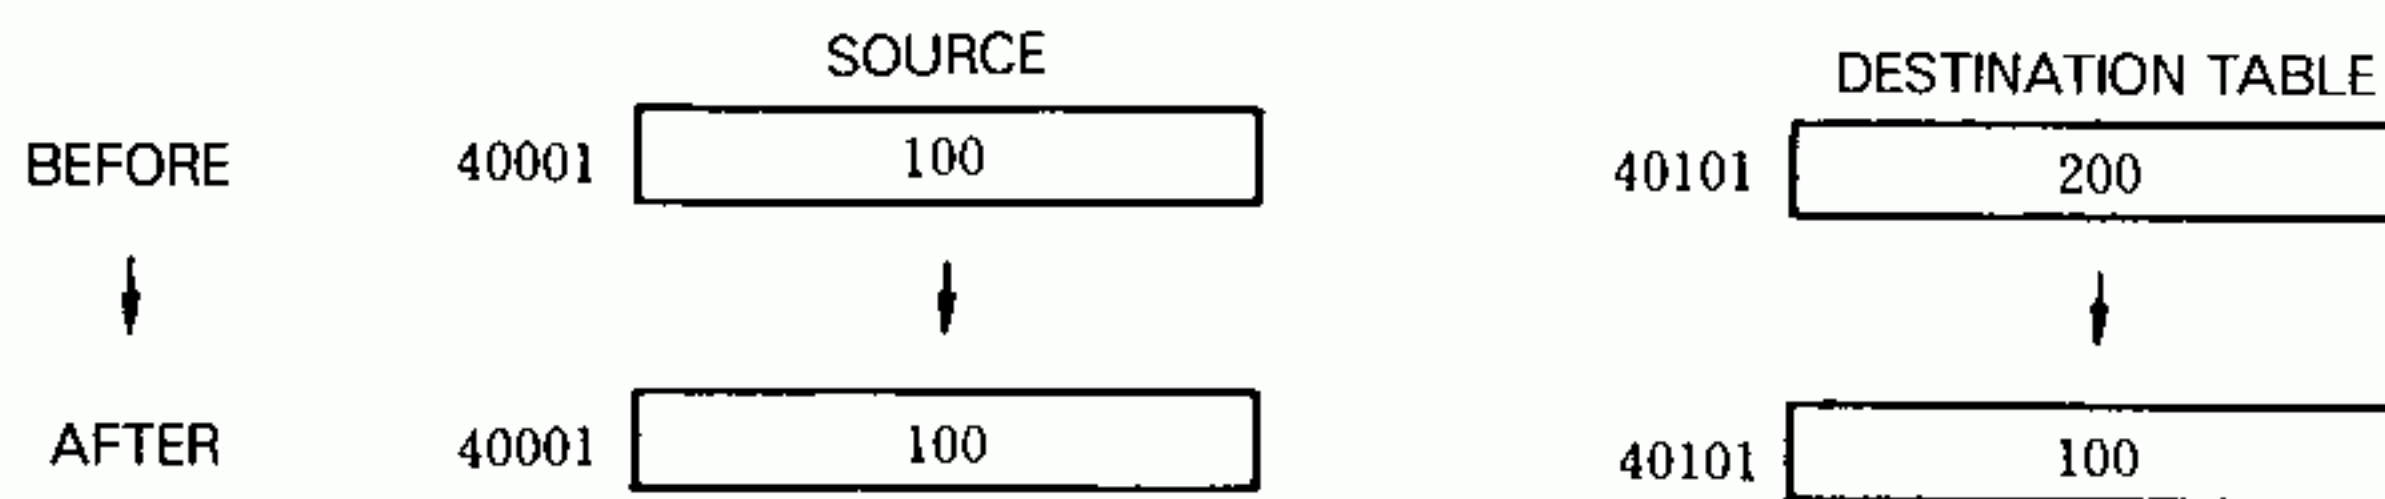 SOURCE
DESTINATION TABLE
BEFORE 40001 100 40101 200
AFTER 40001 100 40101 100